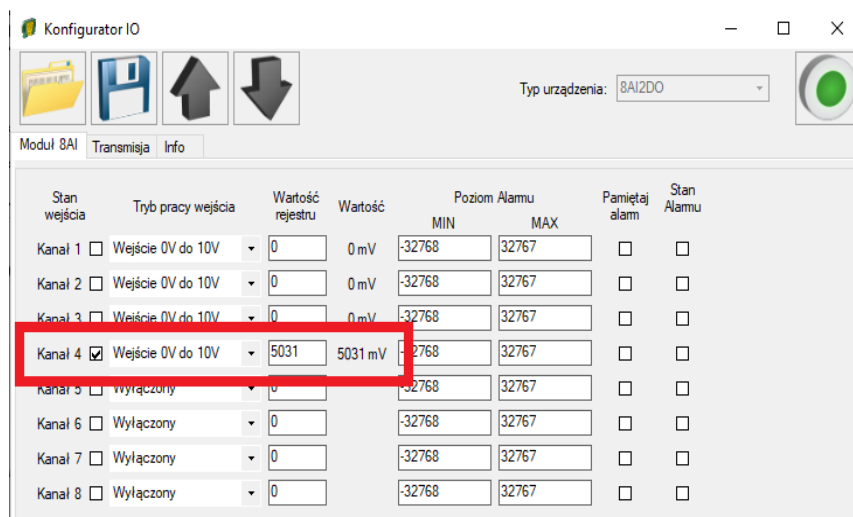 Konfigurator IO
Typ urządzenia: 8AI2DO
Moduł 8AI Transmisja Info
Stan wejścia Tryb pracy wejścia Wartość rejestru Wartość Poziom Alarmu Pamiętaj alarm Stan Alarmu
MIN MAX
Kanał 1 Wejście 0V do 10V 0 0 mV -32768 32767
Kanał 2 Wejście 0V do 10V 0 0 mV -32768 32767
Kanał 3 Wejście 0V do 10V 0 0 mV -32768 32767
Kanał 4 Wejście 0V do 10V 5031 5031 mV -32768 32767
Kanał 5 Wyłączony 0 -32768 32767
Kanał 6 Wyłączony 0 -32768 32767
Kanał 7 Wyłączony 0 -32768 32767
Kanał 8 Wyłączony 0 -32768 32767